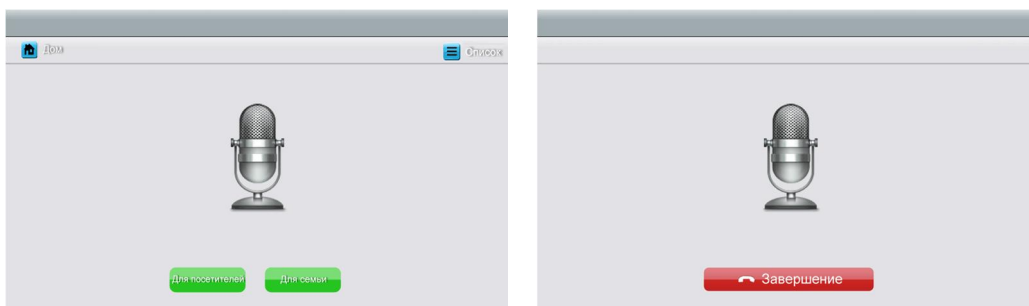 Дом
Список
Для посетителей
Для семьи
Завершение